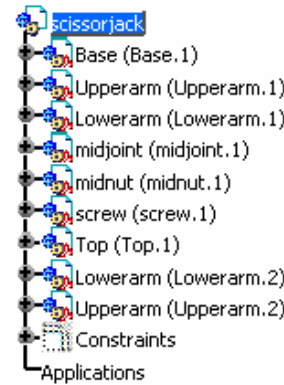 scissorjack
Base (Base.1)
Upperarm (Upperarm.1)
Lowerarm (Lowerarm.1)
midjoint (midjoint.1)
midnut (midnut.1)
screw (screw.1)
Top (Top.1)
Lowerarm (Lowerarm.2)
Upperarm (Upperarm.2)
Constraints
Applications